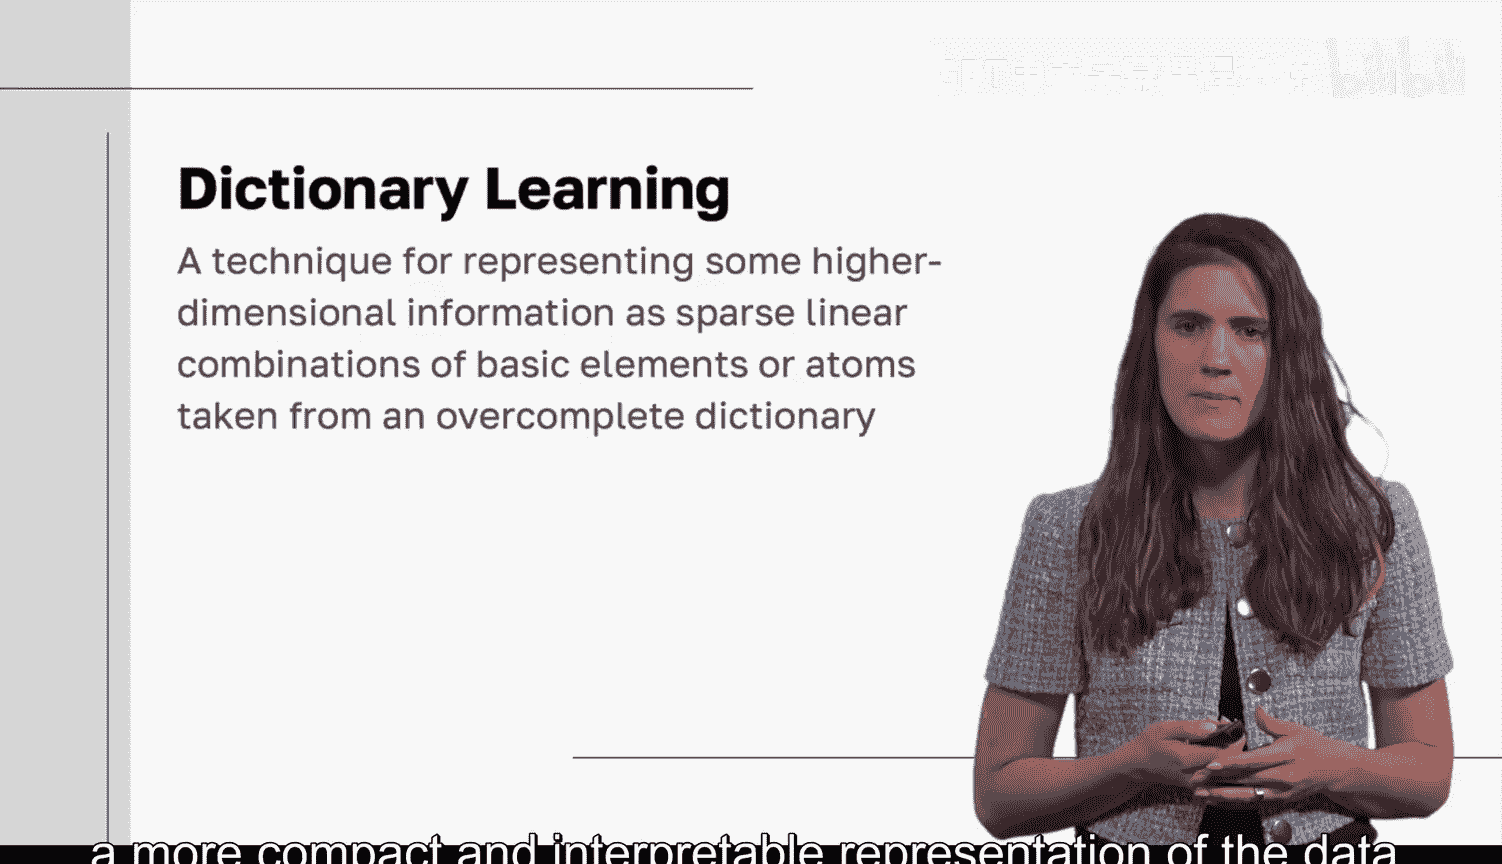 Dictionary Learning
A technique for representing some higher-
dimensional information as sparse linear
combinations of basic elements or atoms
taken from an overcomplete dictionary
a more compact and interpretable representation of the data